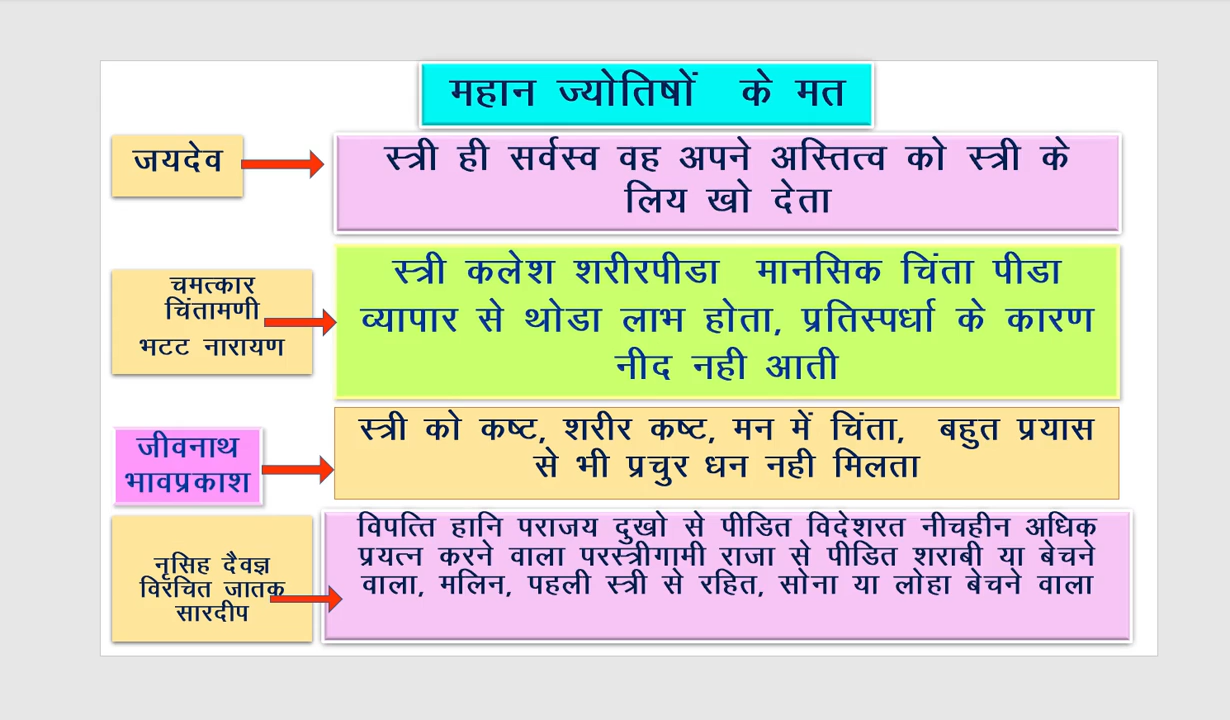 महान ज्योतिषों के मत
जयदेव
स्त्री ही सर्वस्व वह अपने अस्तित्व को स्त्री के
लिय खो देता
चमत्कार
चिंतामणी
भटट नारायण
स्त्री कलेश शरीरपीडा मानसिक चिंता पीडा
व्यापार से थोडा लाभ होता, प्रतिस्पर्धा के कारण
नीद नही आती
जीवनाथ
भावप्रकाश
स्त्री को कष्ट, शरीर कष्ट, मन में चिंता, बहुत प्रयास
से भी प्रचुर धन नही मिलता
नृसिह दैवज्ञ
विरचित जातक
सारदीप
विपत्ति हानि पराजय दुखो से पीडित विदेशरत नीचहीन अधिक
प्रयत्न करने वाला परस्त्रीगामी राजा से पीडित शराबी या बेचने
वाला, मलिन, पहली स्त्री से रहित, सोना या लोहा बेचने वाला